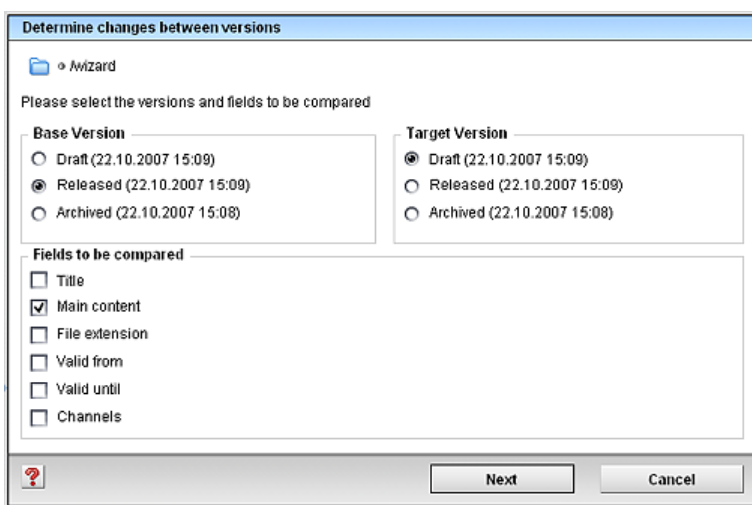 Determine changes between versions
/wizard
Please select the versions and fields to be compared
Base Version
Draft (22.10.2007 15:09)
Released (22.10.2007 15:09)
Archived (22.10.2007 15:08)
Target Version
Draft (22.10.2007 15:09)
Released (22.10.2007 15:09)
Archived (22.10.2007 15:08)
Fields to be compared
Title
Main content
File extension
Valid from
Valid until
Channels
?
Next
Cancel